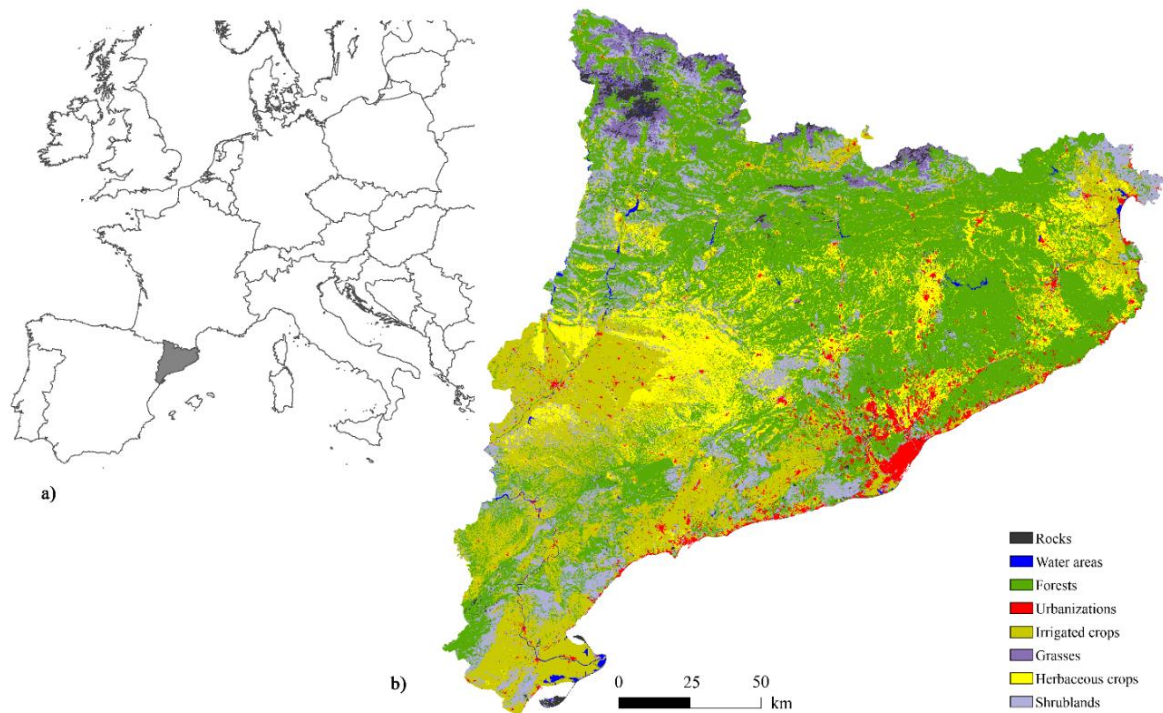 a)
b)
0 25 50
km
Rocks
Water areas
Forests
Urbanizations
Irrigated crops
Grasses
Herbaceous crops
Shrublands